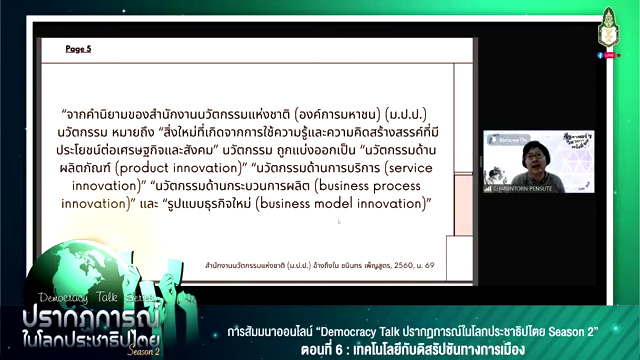 Page 5
LIVE
"จากคำนิยามของสำนักงานนวัตกรรมแห่งชาติ (องค์การมหาชน) (ม.ป.ป.)
นวัตกรรม หมายถึง "สิ่งใหม่ที่เกิดจากการใช้ความรู้และความคิดสร้างสรรค์ที่มี
ประโยชน์ต่อเศรษฐกิจและสังคม" นวัตกรรม ถูกแบ่งออกเป็น "นวัตกรรมด้าน
ผลิตภัณฑ์ (product innovation)" "นวัตกรรมด้านการบริการ (service
innovation)" "นวัตกรรมด้านกระบวนการผลิต (business process
innovation)" และ "รูปแบบธุรกิจใหม่ (business model innovation)"
CHANINTORN PENSUTE
สำนักงานนวัตกรรมแห่งชาติ (ม.ป.ป.) อ้างถึงใน ชนินทร เพ็ญสูตร, 2560, น. 69
Democracy Talk Series
ปรากฏการณ์
ในโลกประชาธิปไตย
Season 2
การสัมมนาออนไลน์ "Democracy Talk ปรากฏการณ์ในโลกประชาธิปไตย Season 2"
ตอนที่ 6 : เทคโนโลยีกับดิสรัปชันทางการเมือง